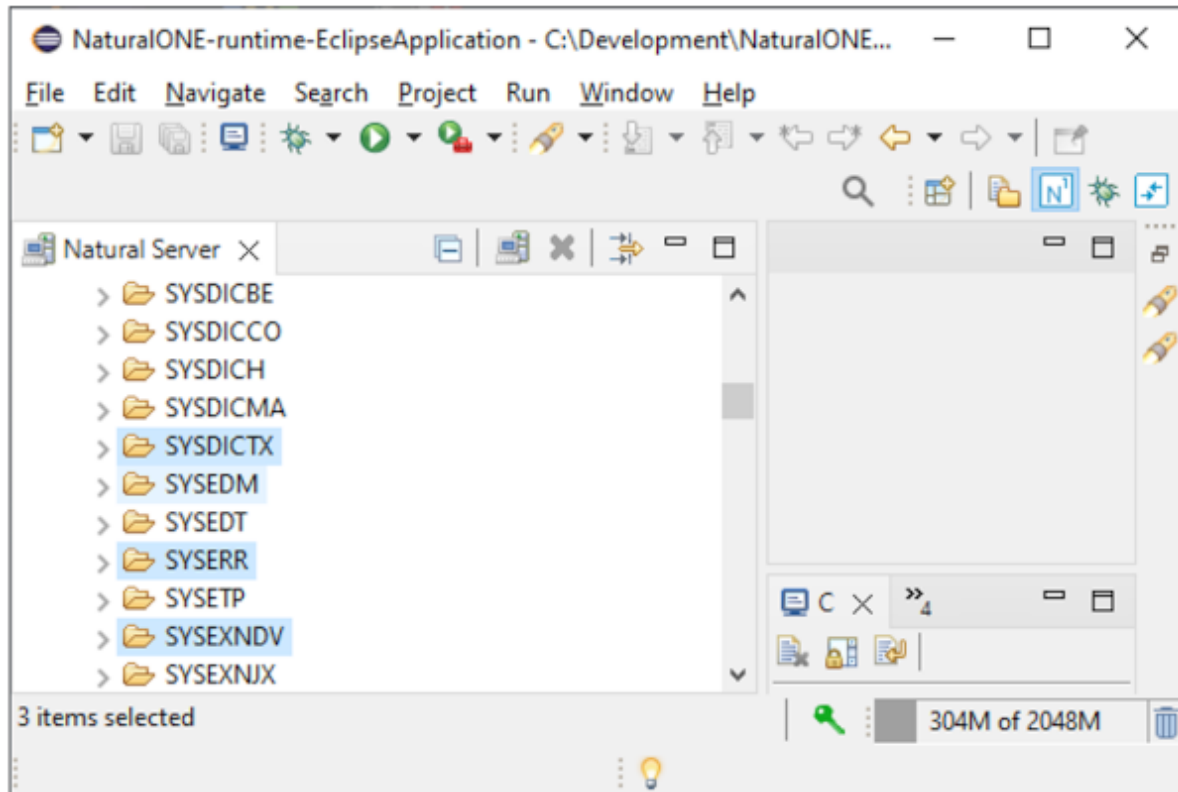 NaturalONE-runtime-EclipseApplication - C:\Development\NaturalONE...
File Edit Navigate Search Project Run Window Help
N1
Natural Server
SYSDICBE
SYSDICCO
SYSDICH
SYSDICMA
SYSDICTX
SYSEDM
SYSEDT
SYSERR
SYSETP
C »4
SYSEXNDV
SYSEXNJX
3 items selected
304M of 2048M